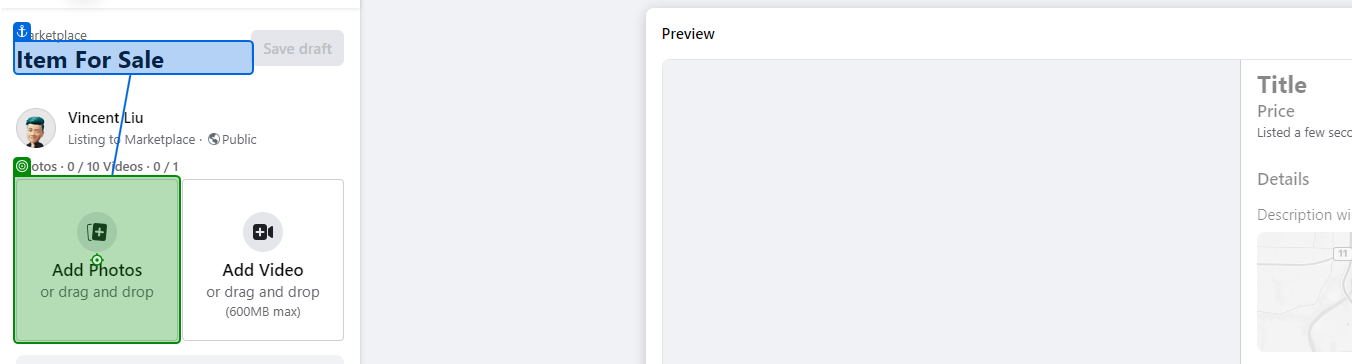 arketplace
Item For Sale
Save draft
Vincent Liu
Listing to Marketplace · Public
otos · 0 / 10 Videos · 0 / 1
Add Photos
or drag and drop
Add Video
or drag and drop
(600MB max)
Preview
Title
Price
Listed a few seco
Details
Description wi
11